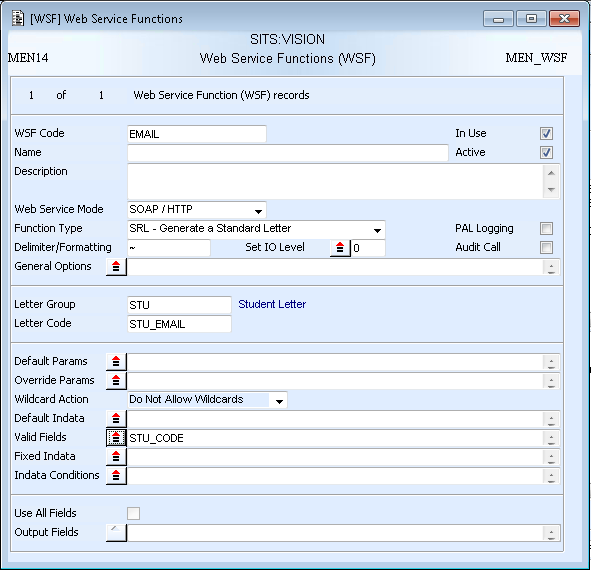 [WSF] Web Service Functions
SITS:VISION
MEN14 Web Service Functions (WSF) MEN_WSF
1 of 1 Web Service Function (WSF) records
WSF Code EMAIL In Use
Name Active
Description
Web Service Mode SOAP / HTTP
Function Type SRL - Generate a Standard Letter PAL Logging
Delimiter/Formatting ~ Set IO Level 0 Audit Call
General Options
Letter Group STU Student Letter
Letter Code STU_EMAIL
Default Params
Override Params
Wildcard Action Do Not Allow Wildcards
Default Indata
Valid Fields STU_CODE
Fixed Indata
Indata Conditions
Use All Fields
Output Fields